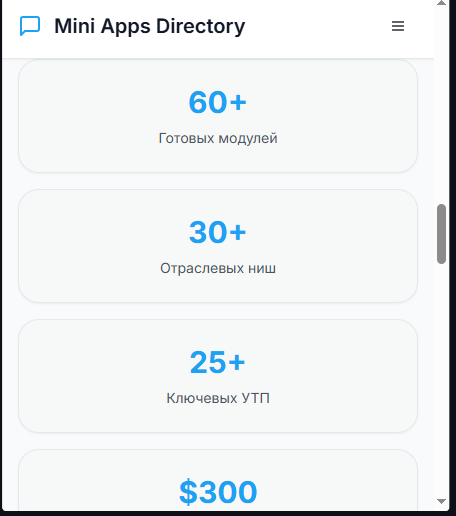 Mini Apps Directory
60+
Готовых модулей
30+
Отраслевых ниш
25+
Ключевых УТП
$300